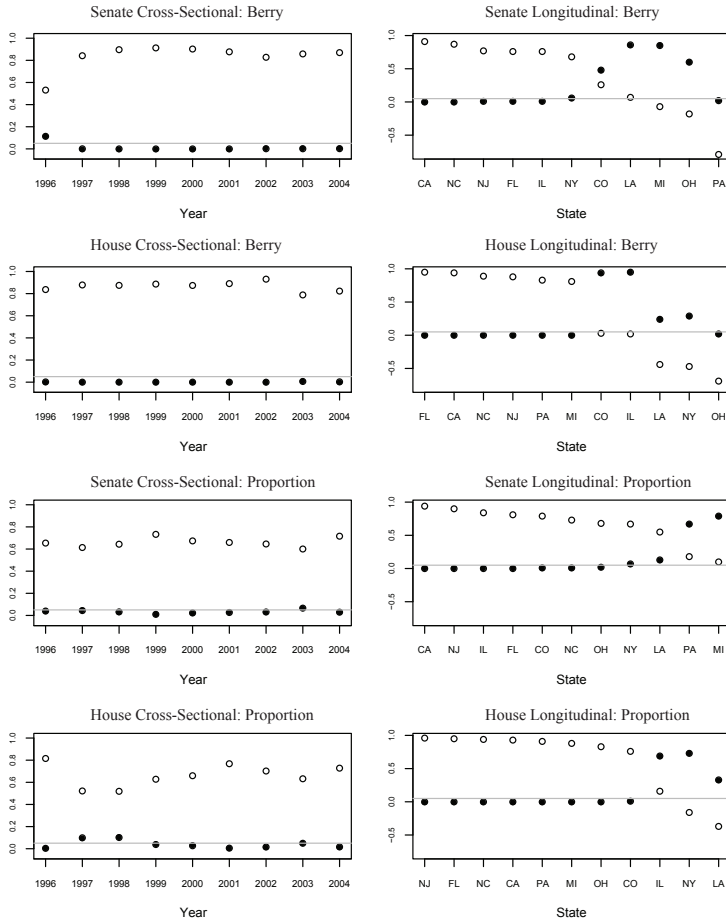 Senate Cross-Sectional: Berry
0.0 0.2 0.4 0.6 0.8 1.0
1996 1997 1998 1999 2000 2001 2002 2003 2004
Year
Senate Longitudinal: Berry
−0.5 0.0 0.5 1.0
CA NC NJ FL IL NY CO LA MI OH PA
State
House Cross-Sectional: Berry
0.0 0.2 0.4 0.6 0.8 1.0
1996 1997 1998 1999 2000 2001 2002 2003 2004
Year
House Longitudinal: Berry
−0.5 0.0 0.5 1.0
FL CA NC NJ PA MI CO IL LA NY OH
State
Senate Cross-Sectional: Proportion
0.0 0.2 0.4 0.6 0.8 1.0
1996 1997 1998 1999 2000 2001 2002 2003 2004
Year
Senate Longitudinal: Proportion
−0.5 0.0 0.5 1.0
CA NJ IL FL CO NC OH NY LA PA MI
State
House Cross-Sectional: Proportion
0.0 0.2 0.4 0.6 0.8 1.0
1996 1997 1998 1999 2000 2001 2002 2003 2004
Year
House Longitudinal: Proportion
−0.5 0.0 0.5 1.0
NJ FL NC CA PA MI OH CO IL NY LA
State